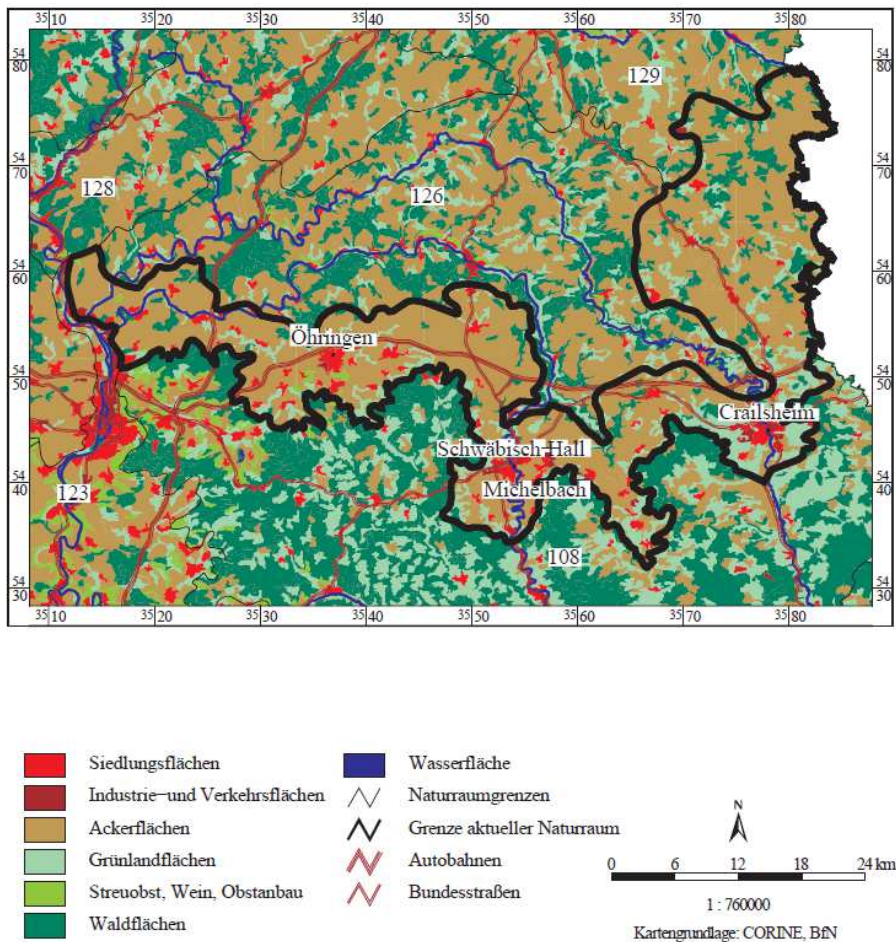 35 10 35 20 35 30 35 40 35 50 35 60 35 70 35 80
54 80 54 80
129
54 70 54 70
128
126
54 60 54 60
Öhringen
54 50 54 50
Crailsheim
Schwäbisch-Hall
54 40 54 40
123
Michelbach
108
54 30 54 30
35 10 35 20 35 30 35 40 35 50 35 60 35 70 35 80
Siedlungsflächen
Industrie-und Verkehrsflächen
Ackerflächen
Grünlandflächen
Streuobst, Wein, Obstanbau
Waldflächen
Wasserfläche
Naturraumgrenzen
Grenze aktueller Naturraum
Autobahnen
Bundesstraßen
N
0 6 12 18 24 km
1 : 760000
Kartengrundlage: CORINE, BfN